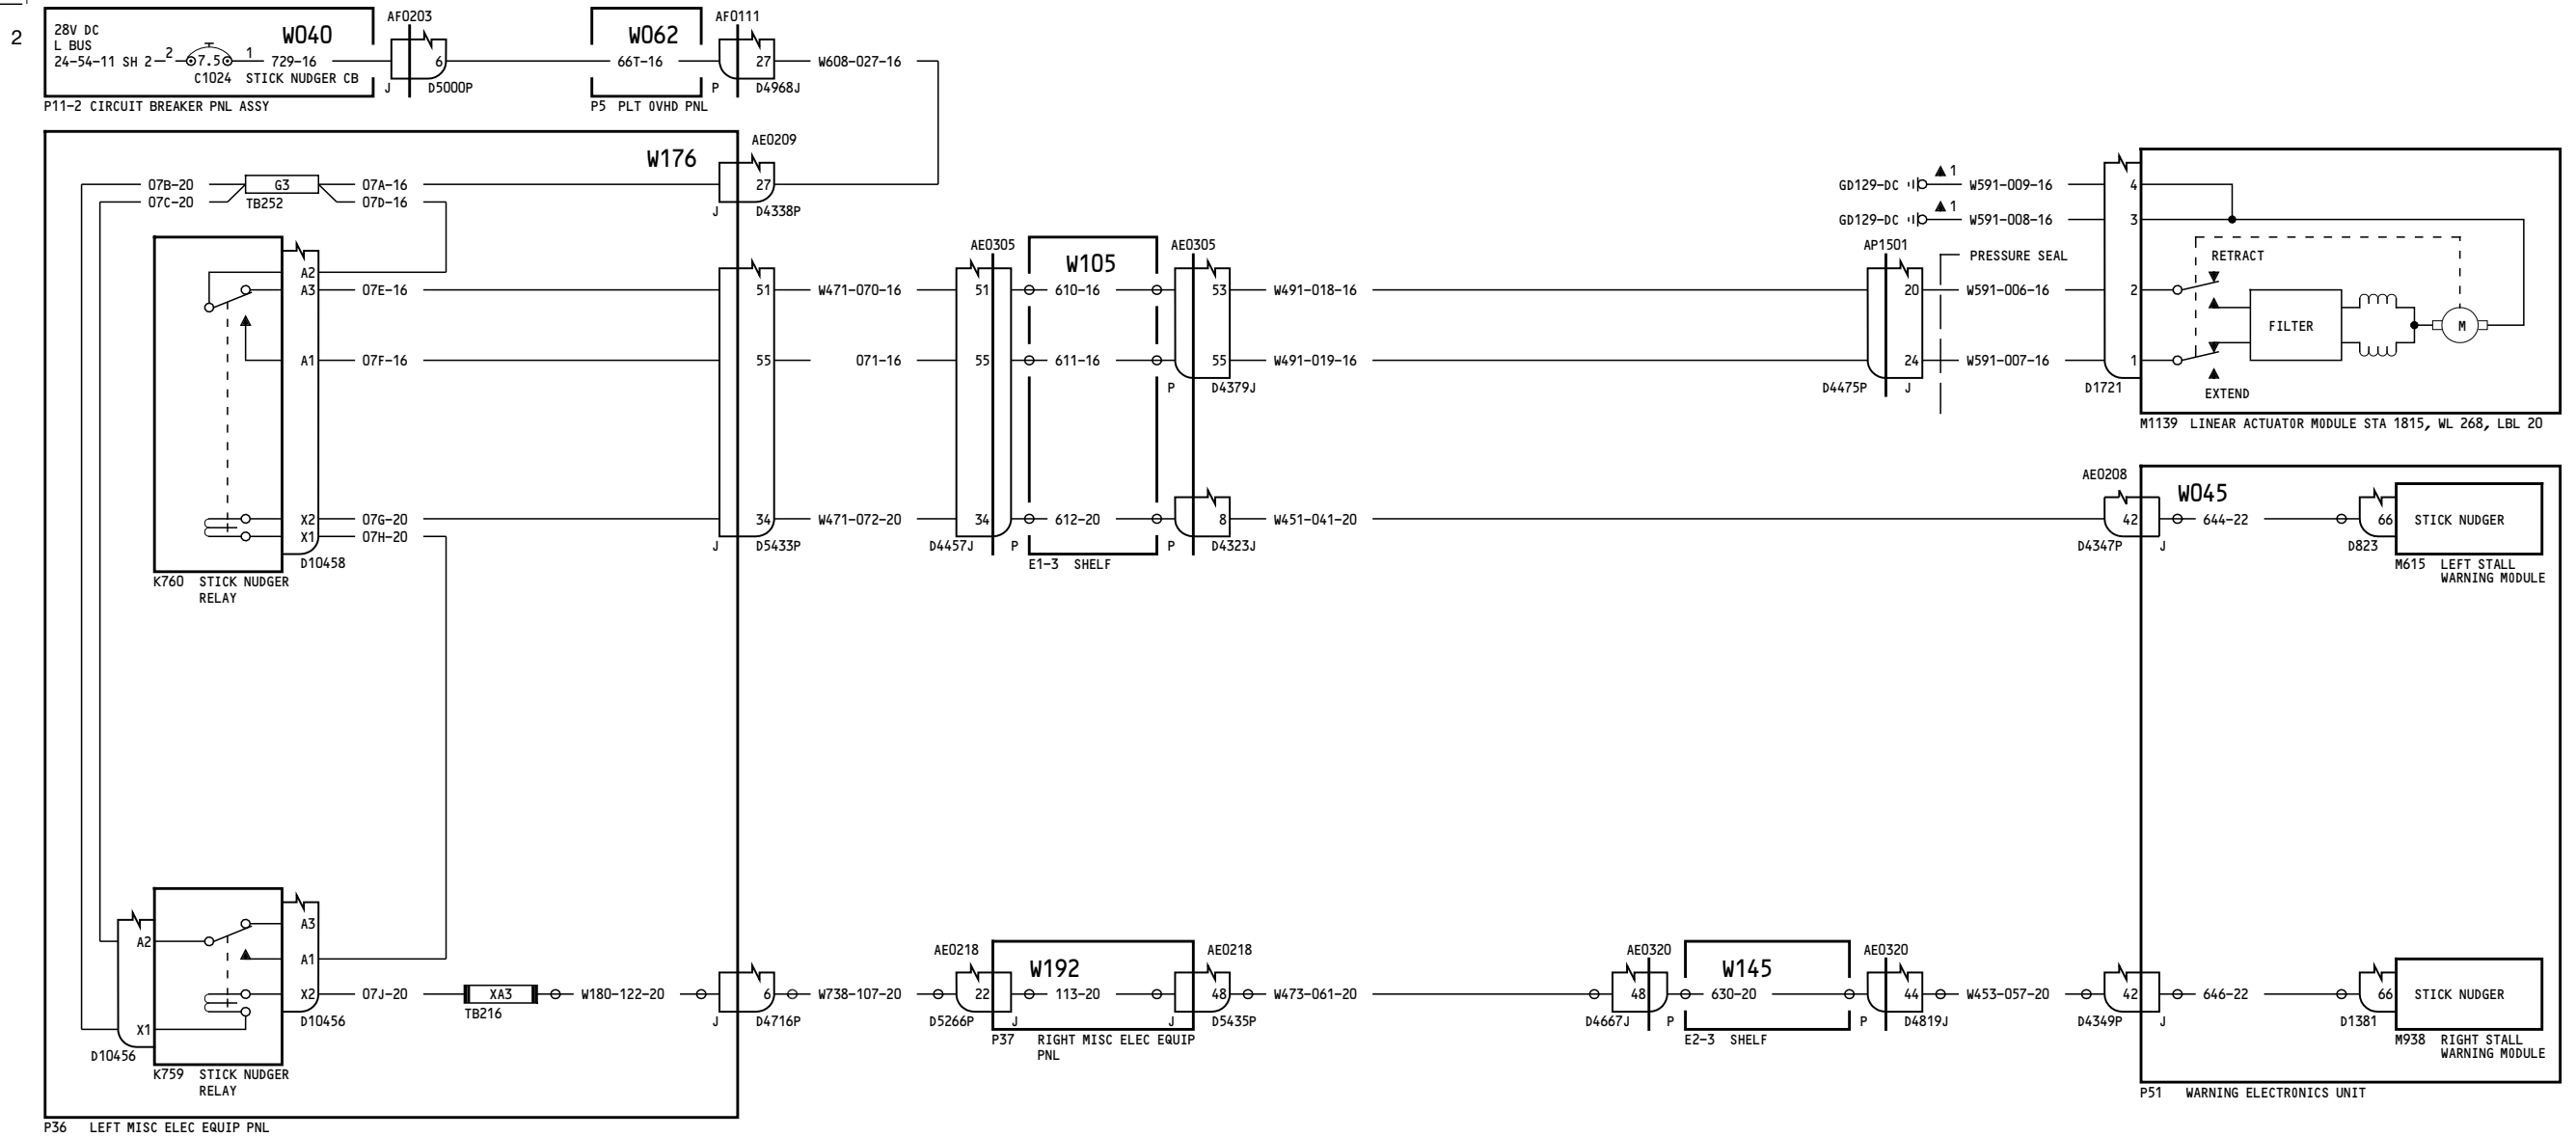 2
28V DC
L BUS
24-54-11 SH 2
2
7.5
1
C1024 STICK NUDGER CB
W040
729-16
P11-2 CIRCUIT BREAKER PNL ASSY
AF0203
6
J
D5000P
W062
66T-16
P5 PLT OVHD PNL
AF0111
27
P
D4968J
W608-027-16
W176
AE0209
27
J
D4338P
07B-20
G3
07A-16
07C-20
TB252
07D-16
A2
A3
07E-16
A1
07F-16
X2
07G-20
X1
07H-20
D10458
K760 STICK NUDGER
RELAY
51
55
34
J
D5433P
W471-070-16
071-16
W471-072-20
AE0305
51
55
34
D4457J
P
W105
610-16
611-16
612-20
E1-3 SHELF
AE0305
53
55
P
D4379J
8
P
D4323J
W491-018-16
W491-019-16
W451-041-20
GD129-DC
1
W591-009-16
4
GD129-DC
1
W591-008-16
3
AP1501
PRESSURE SEAL
20
W591-006-16
2
24
W591-007-16
1
D4475P
J
D1721
RETRACT
FILTER
M
EXTEND
M1139 LINEAR ACTUATOR MODULE STA 1815, WL 268, LBL 20
AE0208
42
D4347P
J
W045
644-22
66
D823
STICK NUDGER
M615 LEFT STALL
WARNING MODULE
A2
X1
D10456
A3
A1
X2
D10456
K759 STICK NUDGER
RELAY
07J-20
XA3
TB216
W180-122-20
6
J
D4716P
W738-107-20
AE0218
22
D5266P
J
W192
113-20
P37 RIGHT MISC ELEC EQUIP
PNL
AE0218
48
J
D5435P
W473-061-20
AE0320
48
D4667J
P
W145
630-20
E2-3 SHELF
AE0320
44
P
D4819J
W453-057-20
42
D4349P
J
646-22
66
D1381
STICK NUDGER
M938 RIGHT STALL
WARNING MODULE
P51 WARNING ELECTRONICS UNIT
P36 LEFT MISC ELEC EQUIP PNL